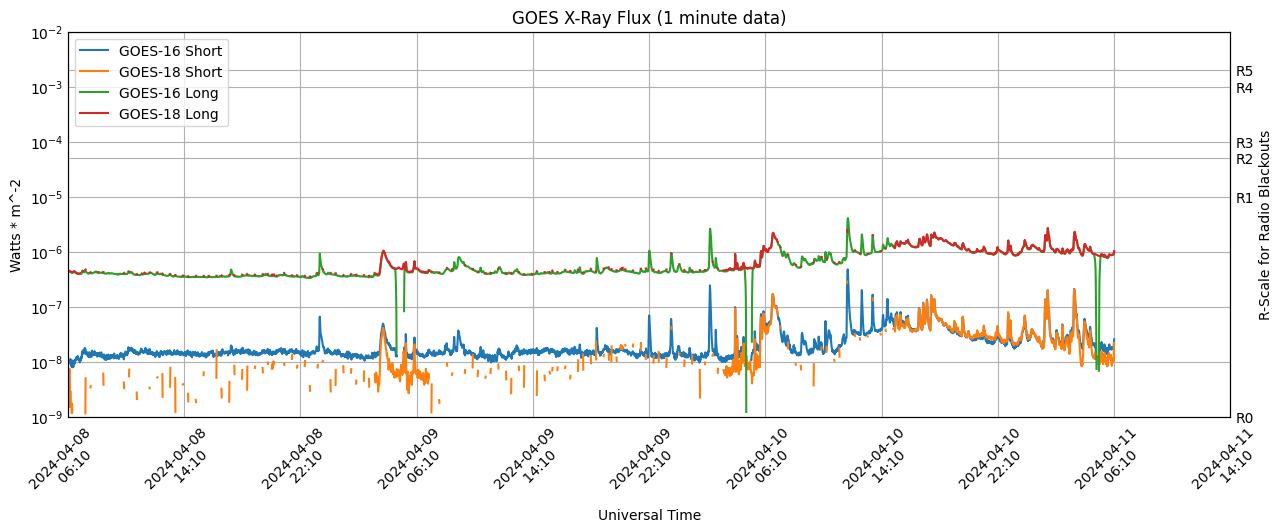 GOES X-Ray Flux (1 minute data)
GOES-16 Short
GOES-18 Short
GOES-16 Long
GOES-18 Long
10⁻²
10⁻³
10⁻⁴
10⁻⁵
10⁻⁶
10⁻⁷
10⁻⁸
10⁻⁹
Watts * m^-2
R5
R4
R3
R2
R1
R0
R-Scale for Radio Blackouts
2024-04-08
06:10
2024-04-08
14:10
2024-04-08
22:10
2024-04-09
06:10
2024-04-09
14:10
2024-04-09
22:10
2024-04-10
06:10
2024-04-10
14:10
2024-04-10
22:10
2024-04-11
06:10
2024-04-11
14:10
Universal Time